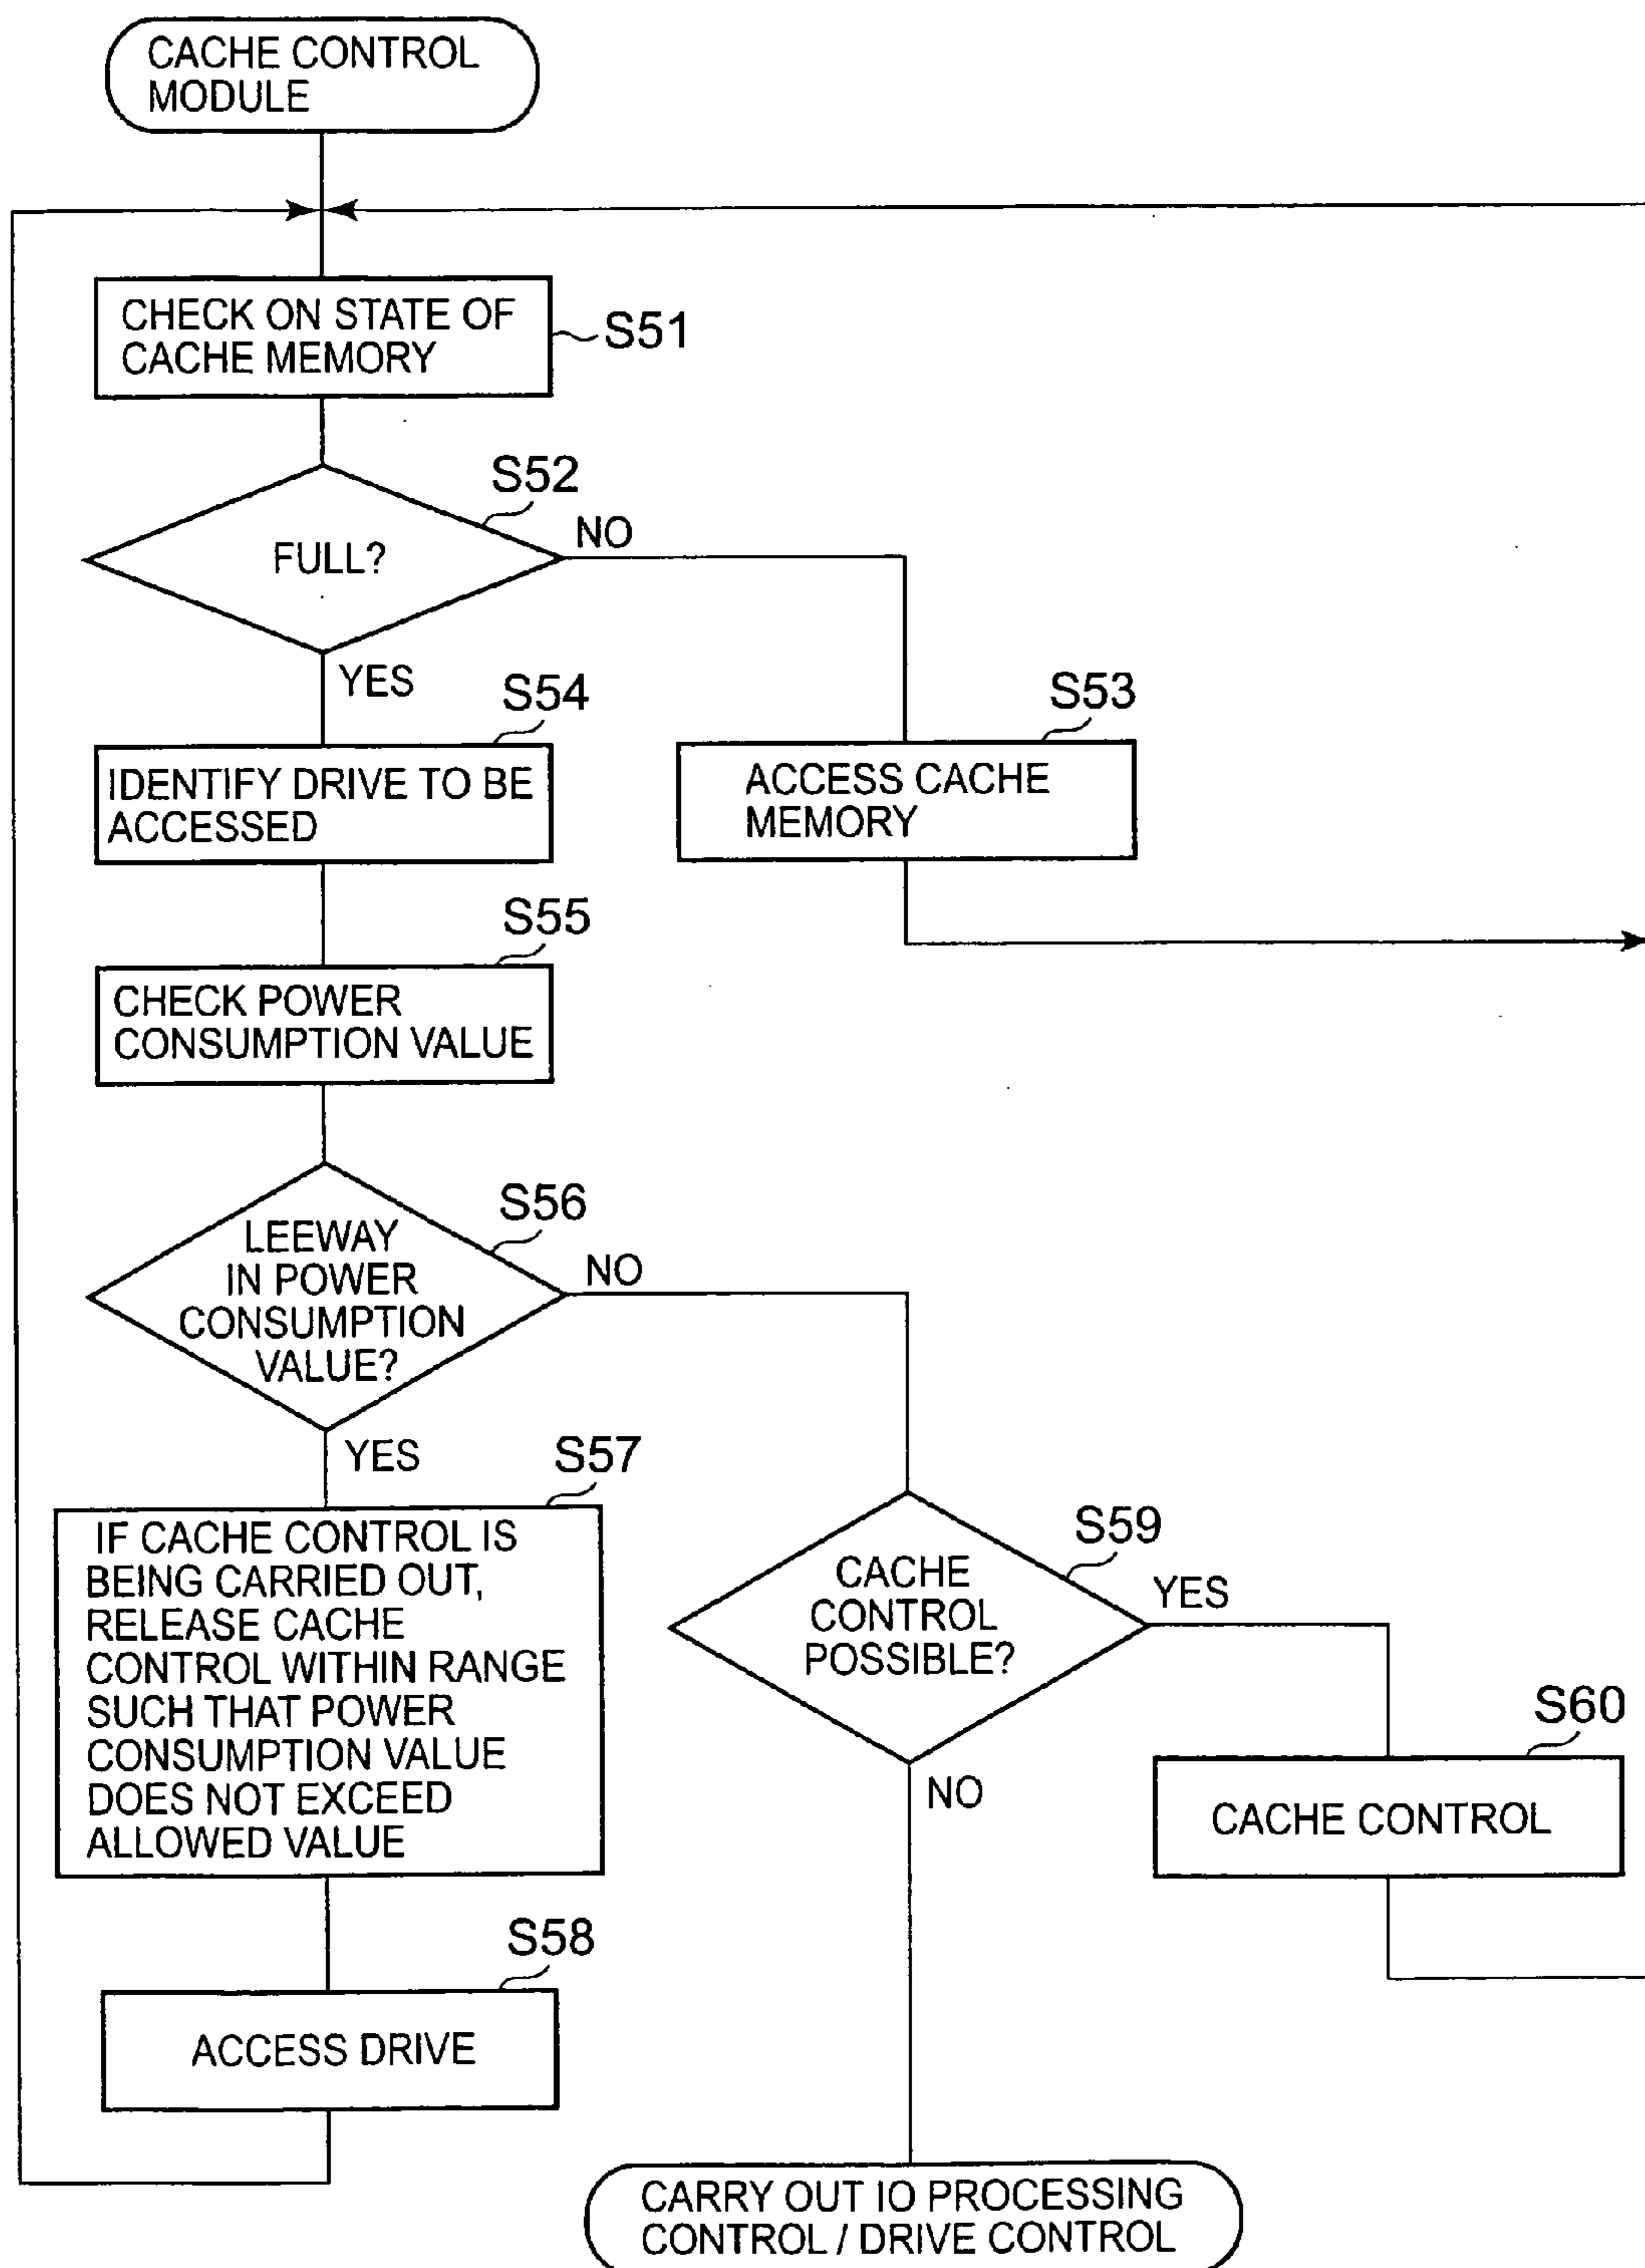 CACHE CONTROL
MODULE
CHECK ON STATE OF
CACHE MEMORY
S51
S52
FULL?
NO
YES
S54
IDENTIFY DRIVE TO BE
ACCESSED
S53
ACCESS CACHE
MEMORY
S55
CHECK POWER
CONSUMPTION VALUE
S56
LEEWAY
IN POWER
CONSUMPTION
VALUE?
NO
YES
S57
IF CACHE CONTROL IS
BEING CARRIED OUT,
RELEASE CACHE
CONTROL WITHIN RANGE
SUCH THAT POWER
CONSUMPTION VALUE
DOES NOT EXCEED
ALLOWED VALUE
S59
CACHE
CONTROL
POSSIBLE?
YES
NO
S60
CACHE CONTROL
S58
ACCESS DRIVE
CARRY OUT IO PROCESSING
CONTROL / DRIVE CONTROL